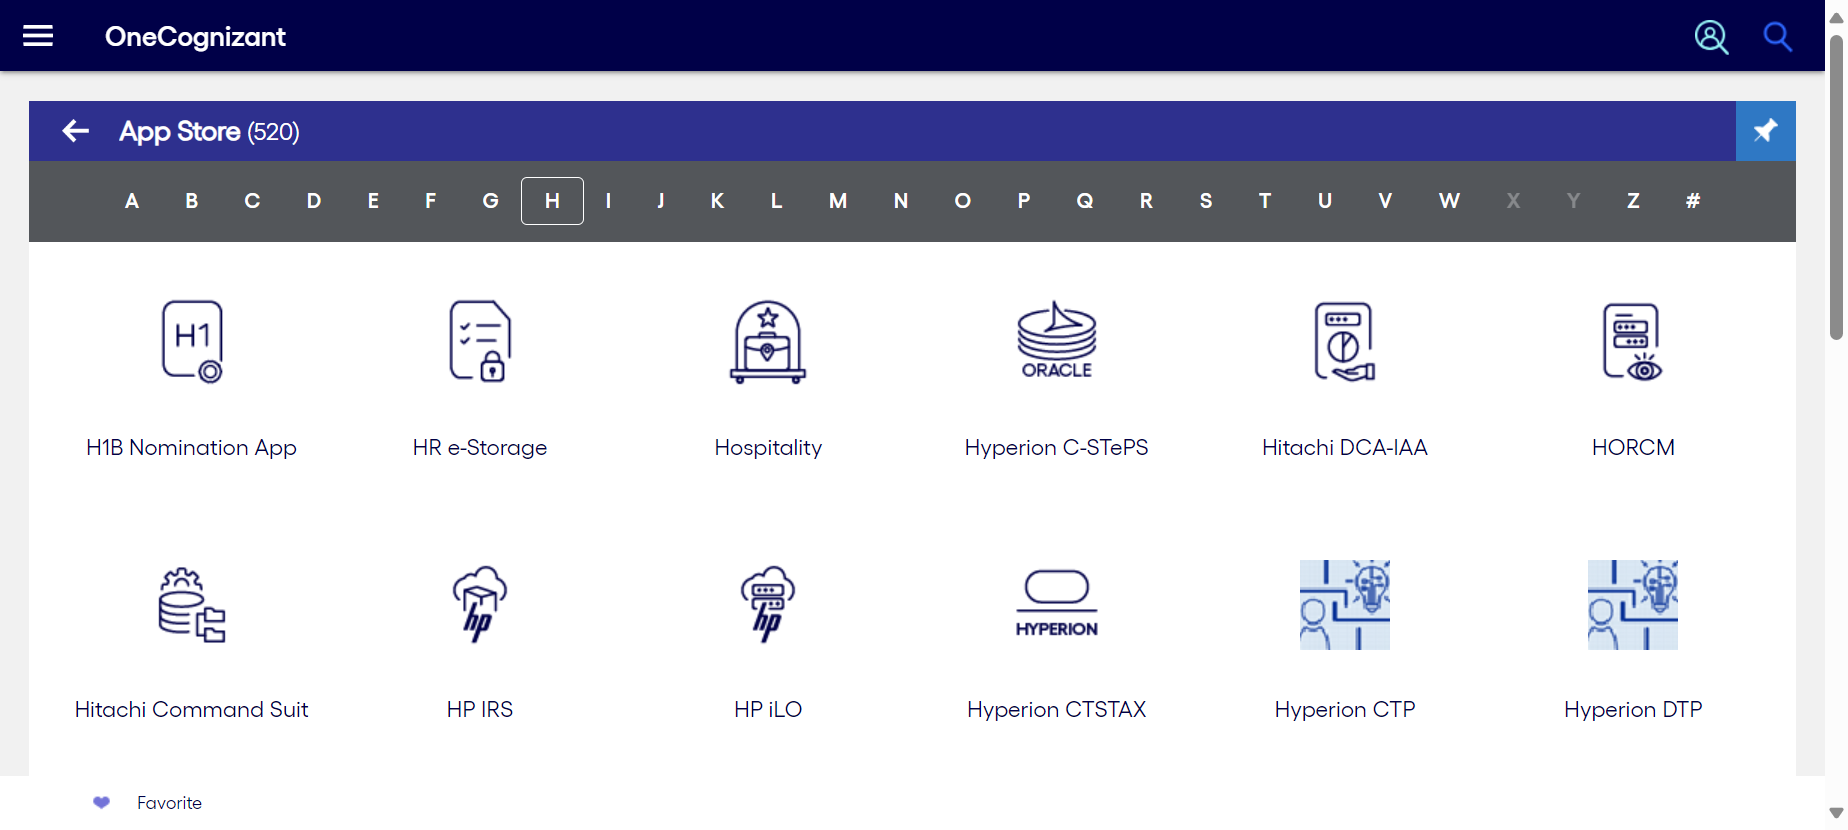 OneCognizant
App Store (520)
A B C D E F G H I J K L M N O P Q R S T U V W X Y Z #
H1
ORACLE
H1B Nomination App
HR e-Storage
Hospitality
Hyperion C-STePS
Hitachi DCA-IAA
HORCM
hp
hp
HYPERION
Hitachi Command Suit
HP IRS
HP iLO
Hyperion CTSTAX
Hyperion CTP
Hyperion DTP
Favorite